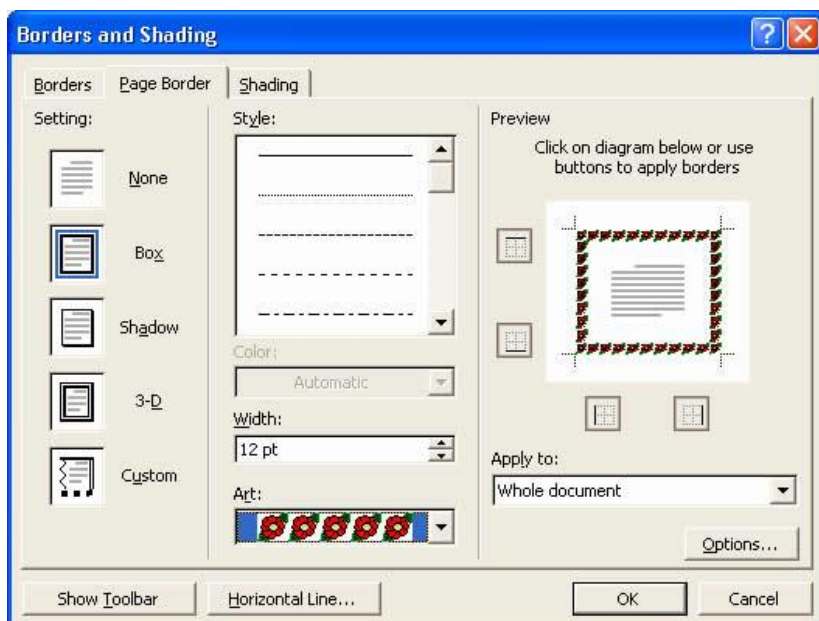 Borders and Shading
Borders
Page Border
Shading
Setting:
None
Box
Shadow
3-D
Custom
Style:
Color:
Automatic
Width:
12 pt
Art:
Preview
Click on diagram below or use
buttons to apply borders
Apply to:
Whole document
Options...
Show Toolbar
Horizontal Line...
OK
Cancel